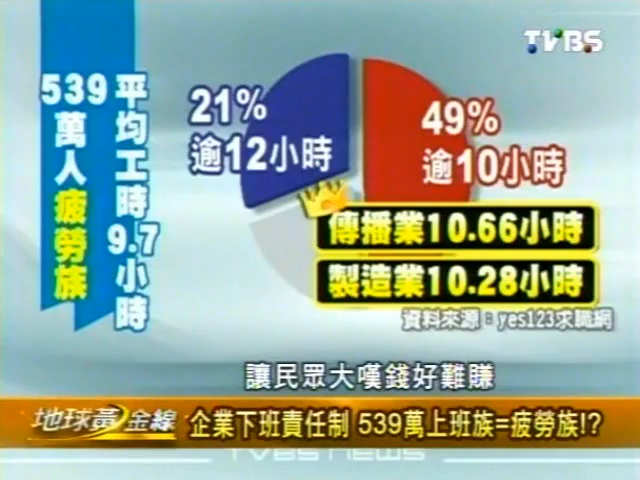 TVBS
平均工時9.7小時
539萬人疲勞族
21%
逾12小時
49%
逾10小時
傳播業10.66小時
製造業10.28小時
資料來源：yes123求職網
讓民眾大嘆錢好難賺
地球黃金線
企業下班責任制 539萬上班族=疲勞族!?
TVBS NEWS